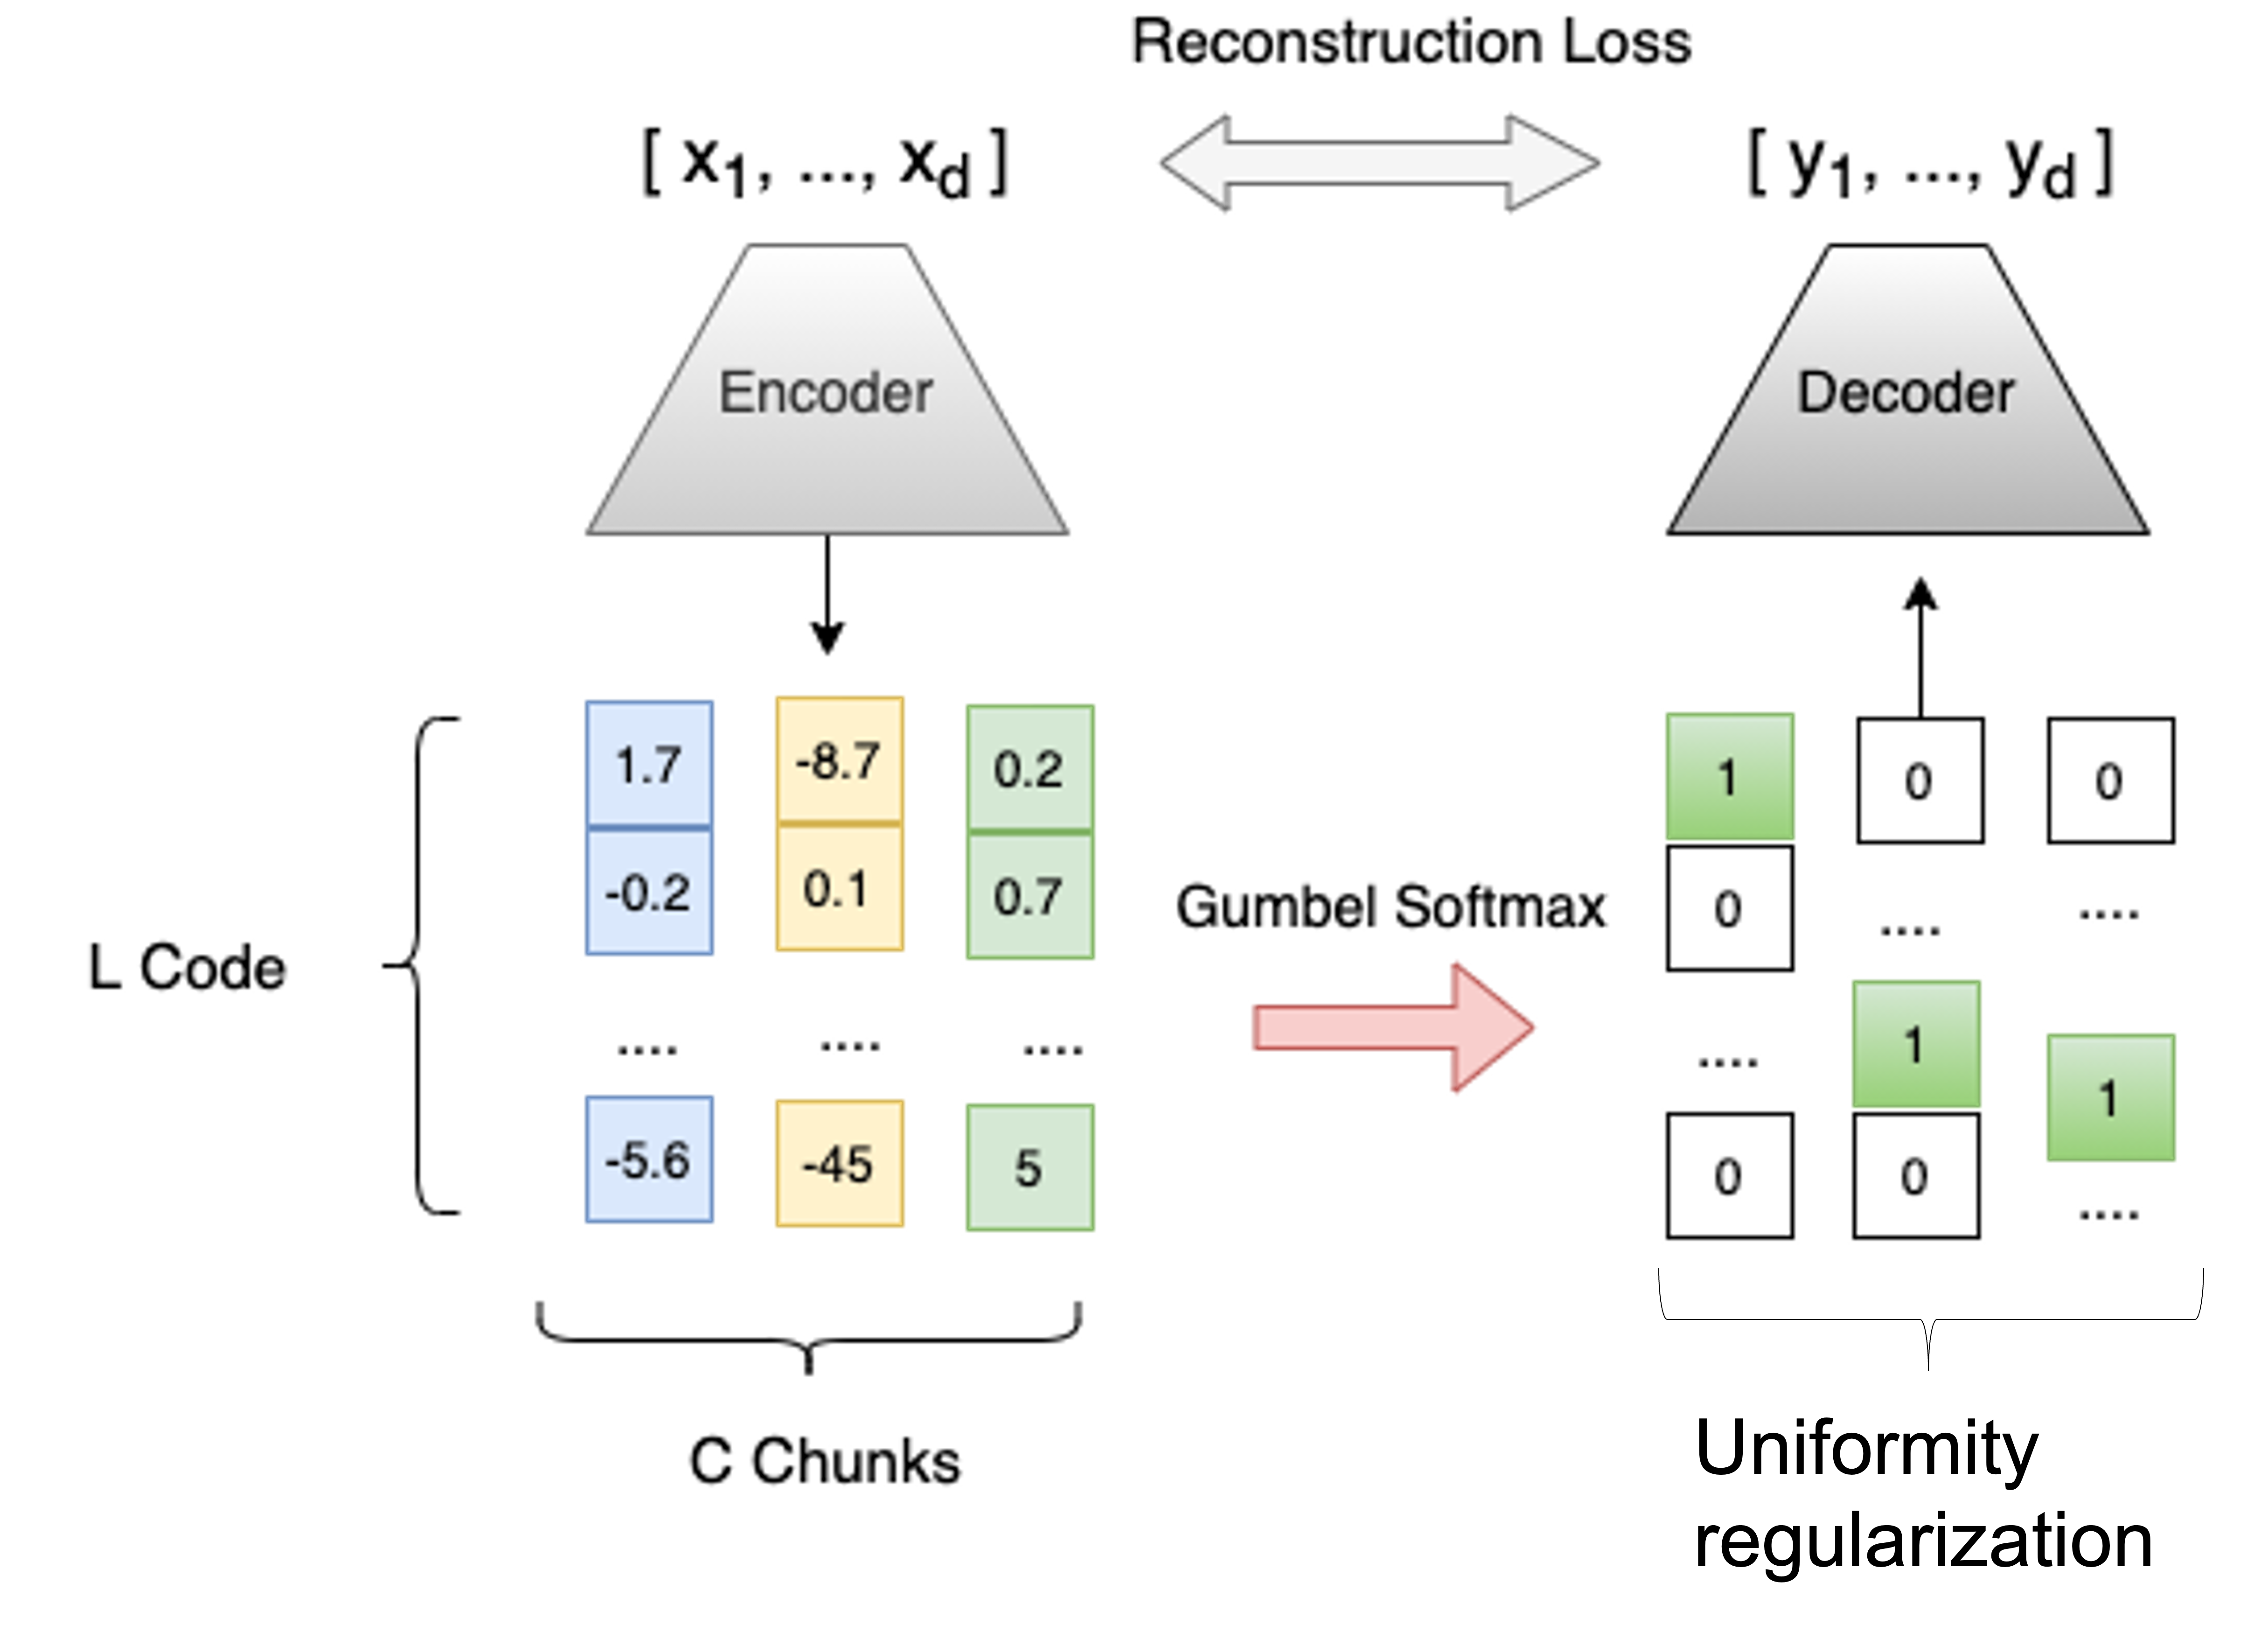 Reconstruction Loss
[ x1, ..., xd ]
[ y1, ..., yd ]
Encoder
Decoder
1.7 -8.7 0.2
-0.2 0.1 0.7
.... .... ....
-5.6 -45 5
L Code
C Chunks
Gumbel Softmax
1 0 0
0 .... ....
.... 1 1
0 0 ....
Uniformity
regularization